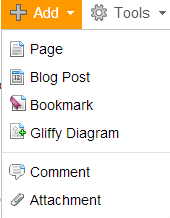 Add Tools
Page
Blog Post
Bookmark
Gliffy Diagram
Comment
Attachment